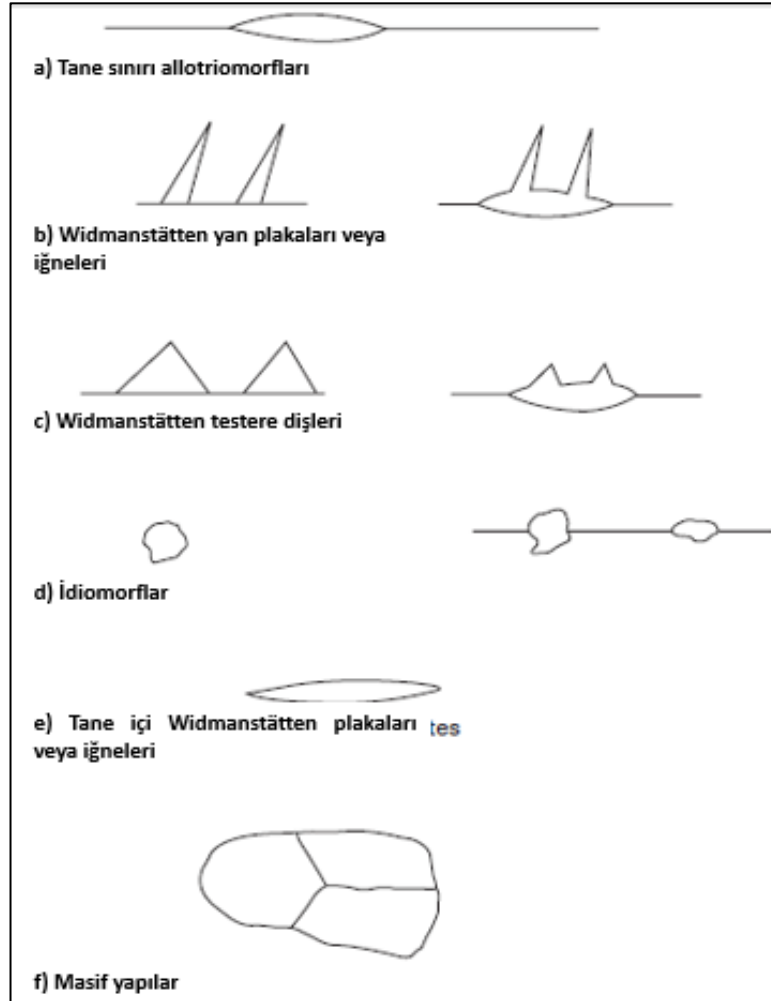 a) Tane sınırı allotriomorfları
b) Widmanstätten yan plakaları veya
iğneleri
c) Widmanstätten testere dişleri
d) İdiomorflar
e) Tane içi Widmanstätten plakaları tes
veya iğneleri
f) Masif yapılar